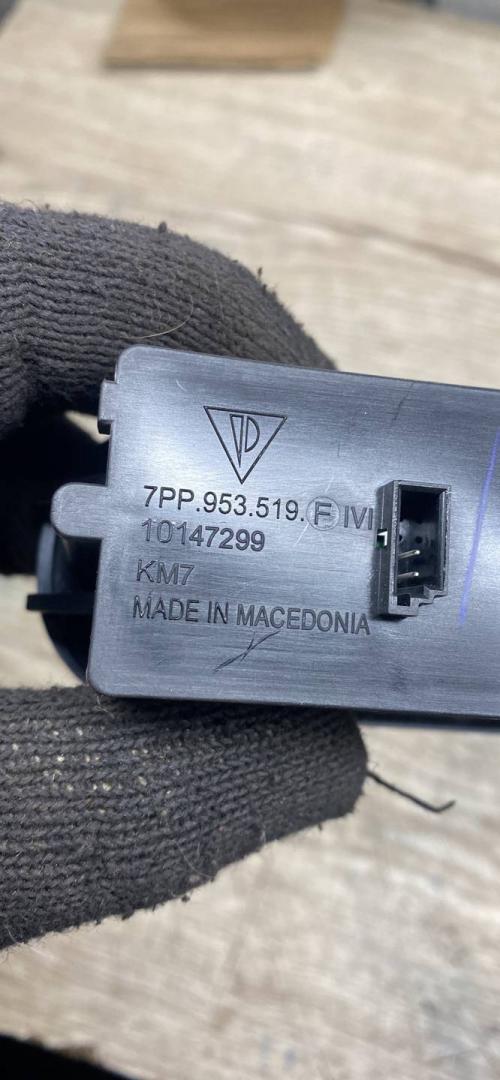 7PP.953.519. F IVI
10147299
KM7
MADE IN MACEDONIA